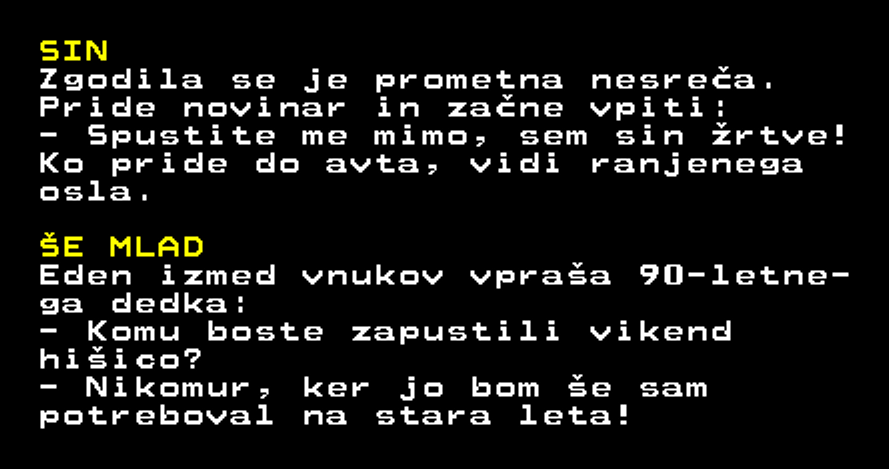 SIN
Zgodila se je prometna nesreča.
Pride novinar in začne vpiti:
- Spustite me mimo, sem sin žrtve!
Ko pride do avta, vidi ranjenega
osla.
ŠE MLAD
Eden izmed vnukov vpraša 90-letne-
ga dedka:
- Komu boste zapustili vikend
hišico?
- Nikomur, ker jo bom še sam
potreboval na stara leta!